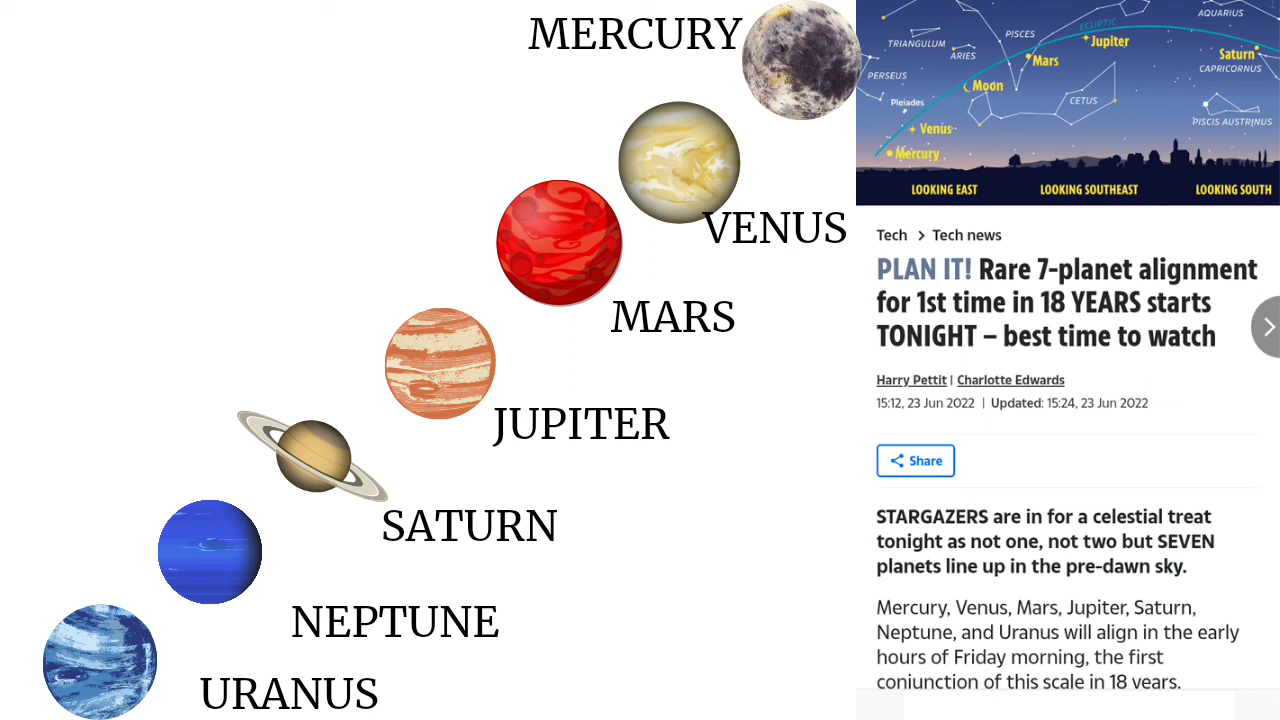 MERCURY
VENUS
MARS
JUPITER
SATURN
NEPTUNE
URANUS
AQUARIUS
ECLIPTIC
PISCES
TRIANGULUM
Jupiter
ARIES
Mars
Saturn
CAPRICORNUS
PERSEUS
Moon
Pleiades
CETUS
PISCIS AUSTRINUS
Venus
Mercury
LOOKING EAST LOOKING SOUTHEAST LOOKING SOUTH
Tech > Tech news
PLAN IT! Rare 7-planet alignment
for 1st time in 18 YEARS starts
TONIGHT – best time to watch
Harry Pettit | Charlotte Edwards
15:12, 23 Jun 2022 | Updated: 15:24, 23 Jun 2022
Share
STARGAZERS are in for a celestial treat
tonight as not one, not two but SEVEN
planets line up in the pre-dawn sky.
Mercury, Venus, Mars, Jupiter, Saturn,
Neptune, and Uranus will align in the early
hours of Friday morning, the first
conjunction of this scale in 18 years.